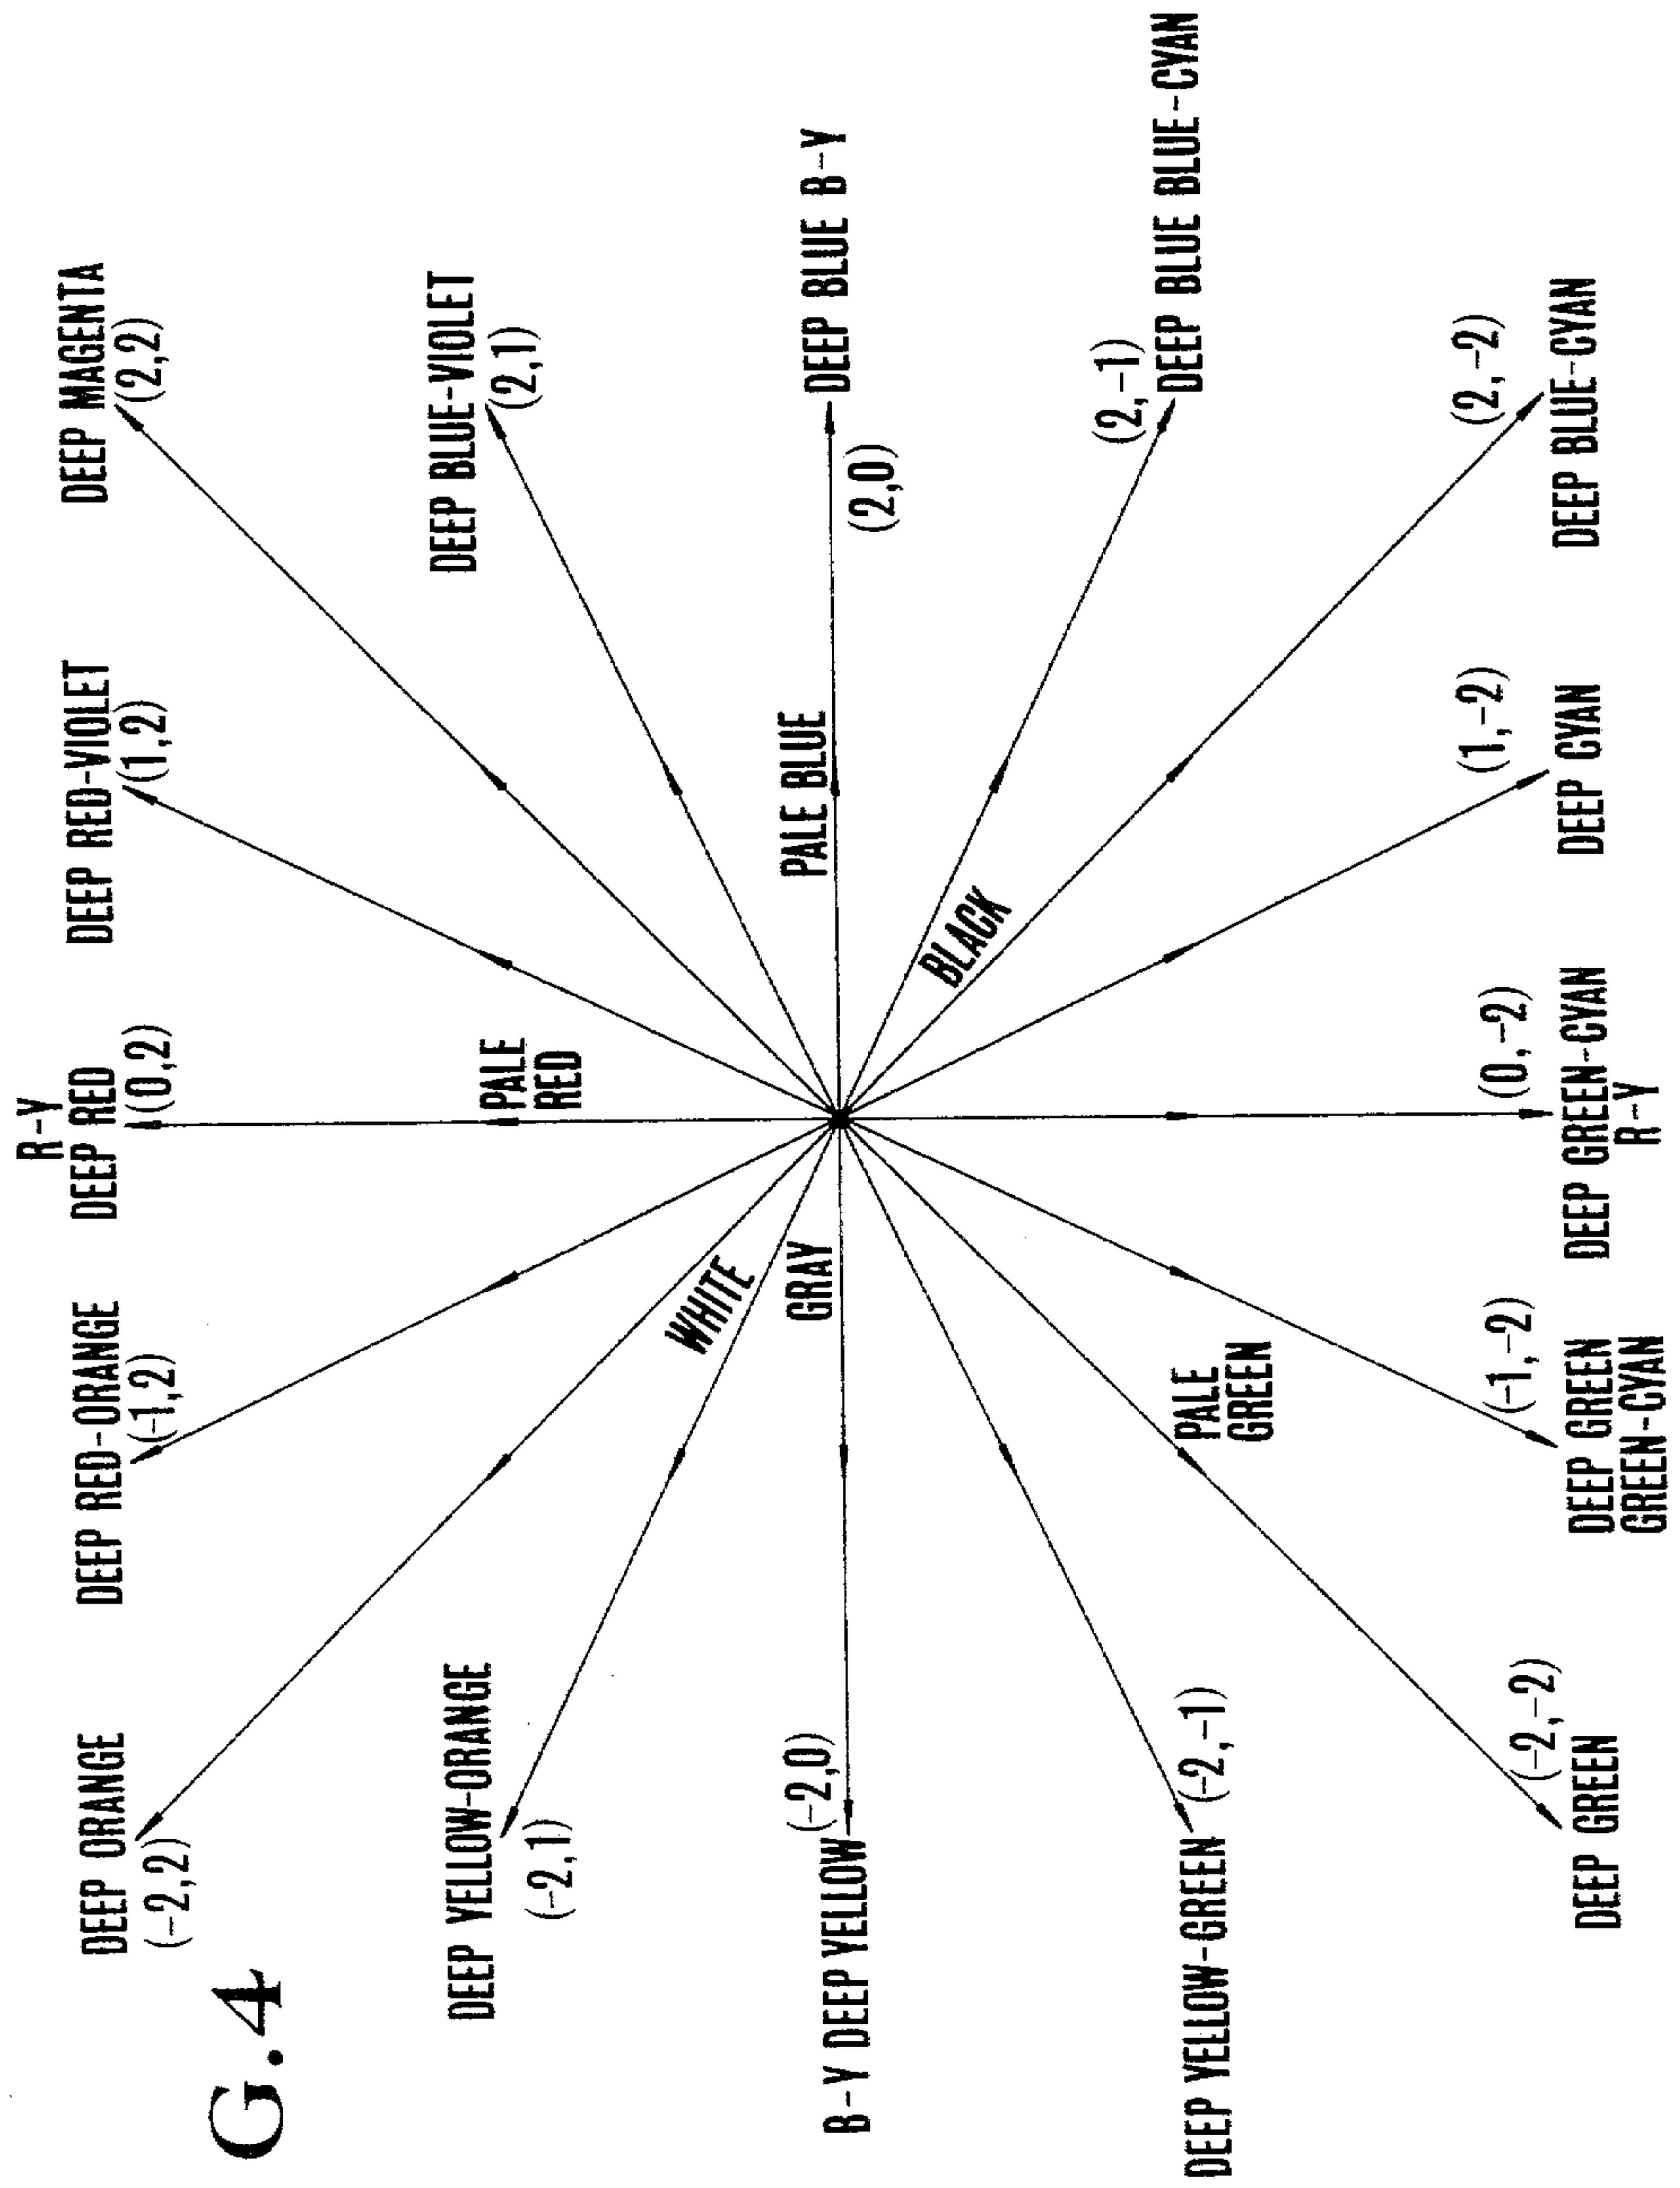 G.4
R-Y
DEEP ORANGE
(-2,2)
DEEP RED-ORANGE
(-1,2)
DEEP RED
(0,2)
DEEP RED-VIOLET
(1,2)
DEEP MAGENTA
(2,2)
DEEP YELLOW-ORANGE
(-2,1)
DEEP BLUE-VIOLET
(2,1)
PALE
RED
WHITE
GRAY
PALE BLUE
B-Y DEEP YELLOW
(-2,0)
DEEP BLUE B-Y
(2,0)
BLACK
DEEP YELLOW-GREEN
(-2,-1)
(2,-1)
DEEP BLUE BLUE-CYAN
PALE
GREEN
(-2,-2)
DEEP GREEN
(-1,-2)
DEEP GREEN
GREEN-CYAN
(0,-2)
DEEP GREEN-CYAN
R-Y
(1,-2)
DEEP CYAN
(2,-2)
DEEP BLUE-CYAN